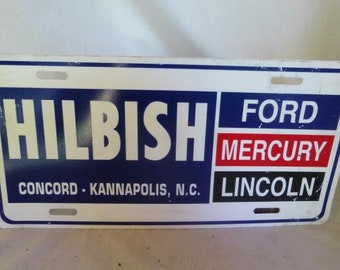 HILBISH
CONCORD - KANNAPOLIS, N.C.
FORD
MERCURY
LINCOLN